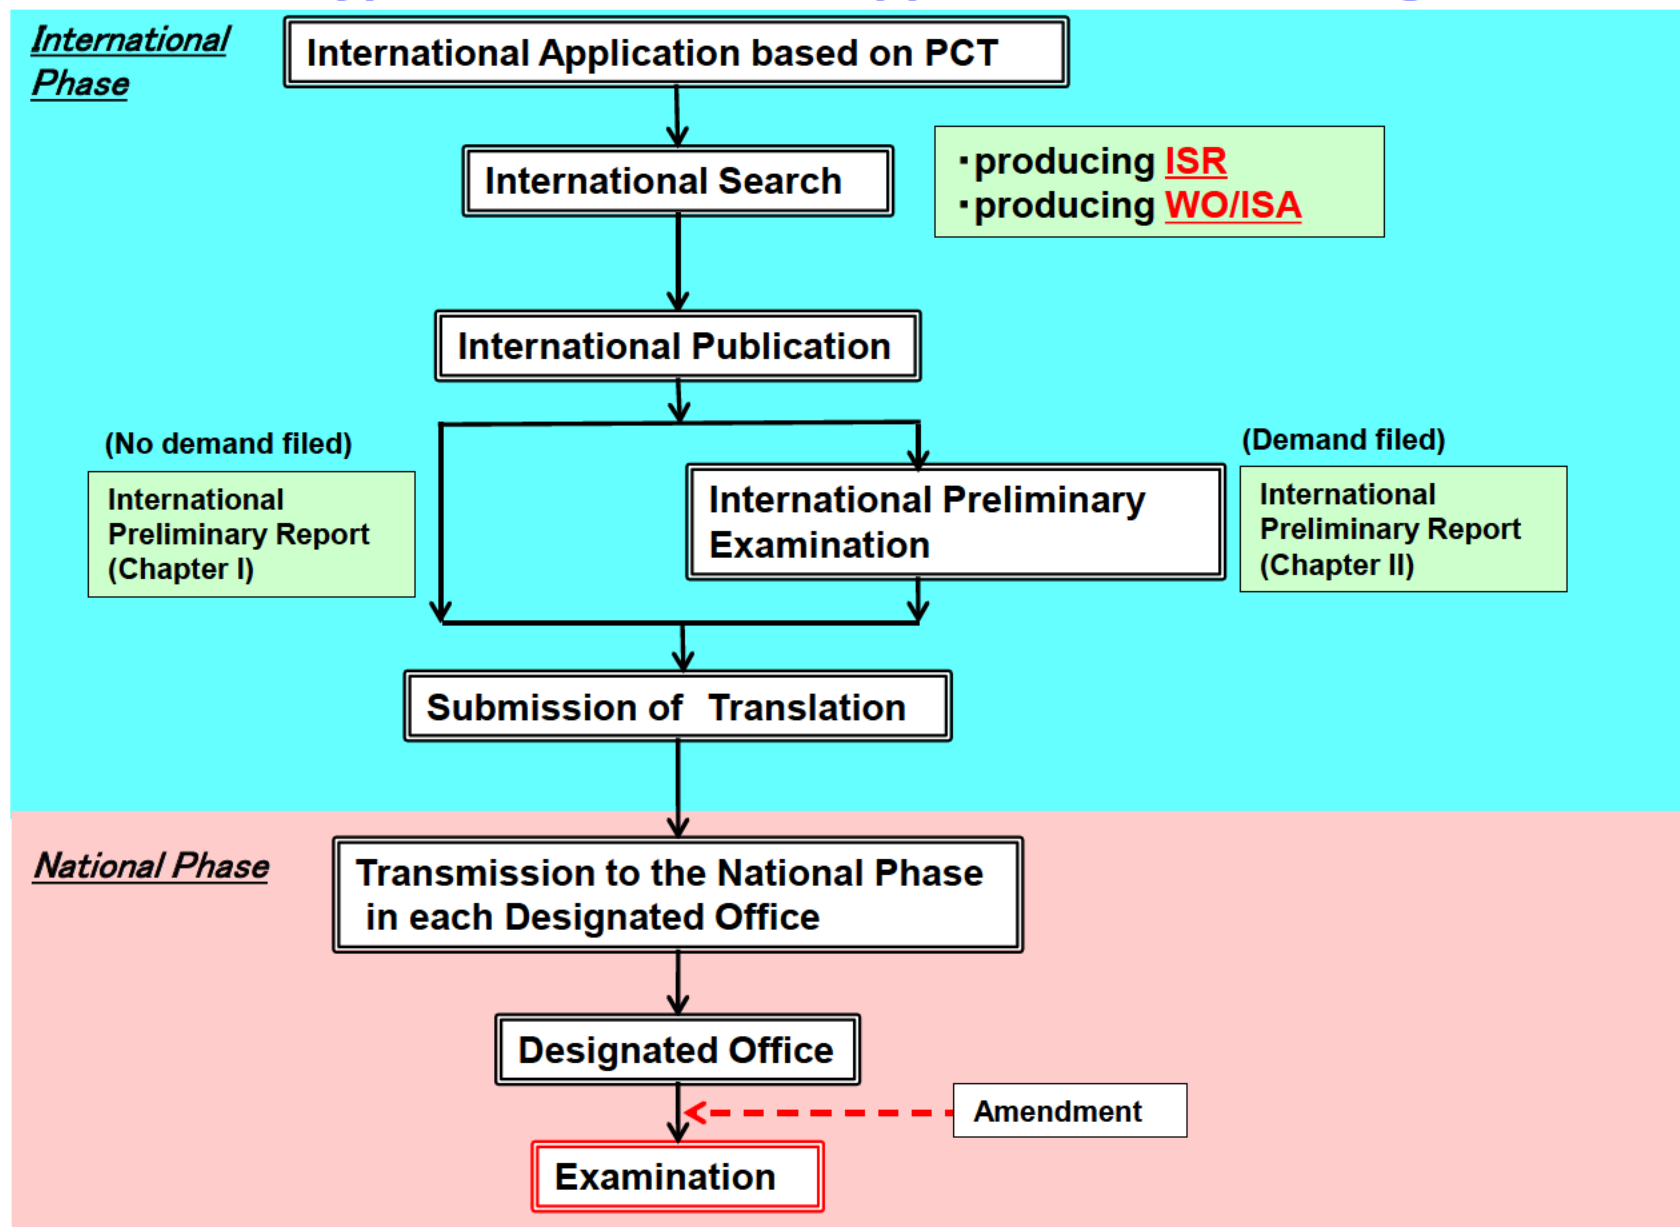 International
Phase
International Application based on PCT
International Search
・producing ISR
・producing WO/ISA
International Publication
(No demand filed)
International
Preliminary Report
(Chapter I)
International Preliminary
Examination
(Demand filed)
International
Preliminary Report
(Chapter II)
Submission of Translation
National Phase
Transmission to the National Phase
in each Designated Office
Designated Office
Amendment
Examination